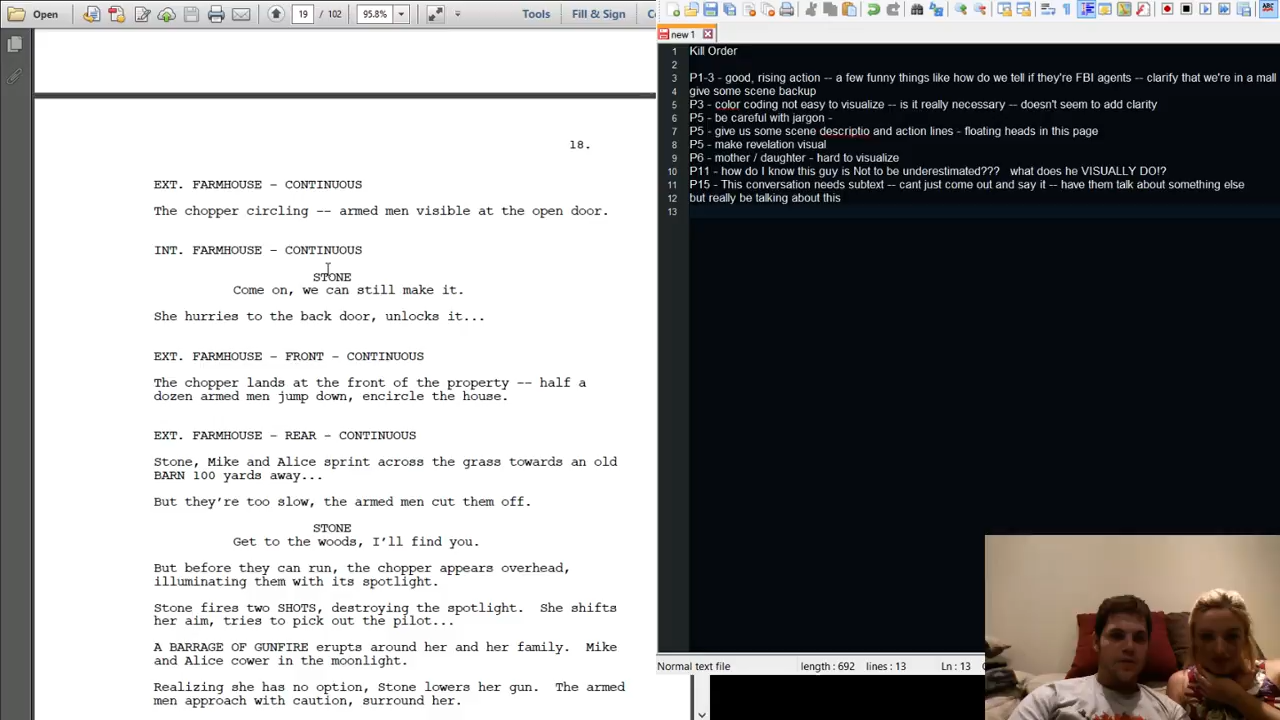 Open
19 / 102
95.8%
Tools
Fill & Sign
18.
EXT. FARMHOUSE – CONTINUOUS
The chopper circling -- armed men visible at the open door.
INT. FARMHOUSE – CONTINUOUS
STONE
Come on, we can still make it.
She hurries to the back door, unlocks it...
EXT. FARMHOUSE – FRONT – CONTINUOUS
The chopper lands at the front of the property -- half a
dozen armed men jump down, encircle the house.
EXT. FARMHOUSE – REAR – CONTINUOUS
Stone, Mike and Alice sprint across the grass towards an old
BARN 100 yards away...
But they’re too slow, the armed men cut them off.
STONE
Get to the woods, I’ll find you.
But before they can run, the chopper appears overhead,
illuminating them with its spotlight.
Stone fires two SHOTS, destroying the spotlight. She shifts
her aim, tries to pick out the pilot...
A BARRAGE OF GUNFIRE erupts around her and her family. Mike
and Alice cower in the moonlight.
Realizing she has no option, Stone lowers her gun. The armed
men approach with caution, surround her.
new 1
1 Kill Order
2
3 P1-3 - good, rising action -- a few funny things like how do we tell if they're FBI agents -- clarify that we're in a mall
4 give some scene backup
5 P3 - color coding not easy to visualize -- is it really necessary -- doesn't seem to add clarity
6 P5 - be careful with jargon -
7 P5 - give us some scene descriptio and action lines - floating heads in this page
8 P5 - make revelation visual
9 P6 - mother / daughter - hard to visualize
10 P11 - how do I know this guy is Not to be underestimated??? what does he VISUALLY DO!?
11 P15 - This conversation needs subtext -- cant just come out and say it -- have them talk about something else
12 but really be talking about this
13
Normal text file
length : 692
lines : 13
Ln : 13